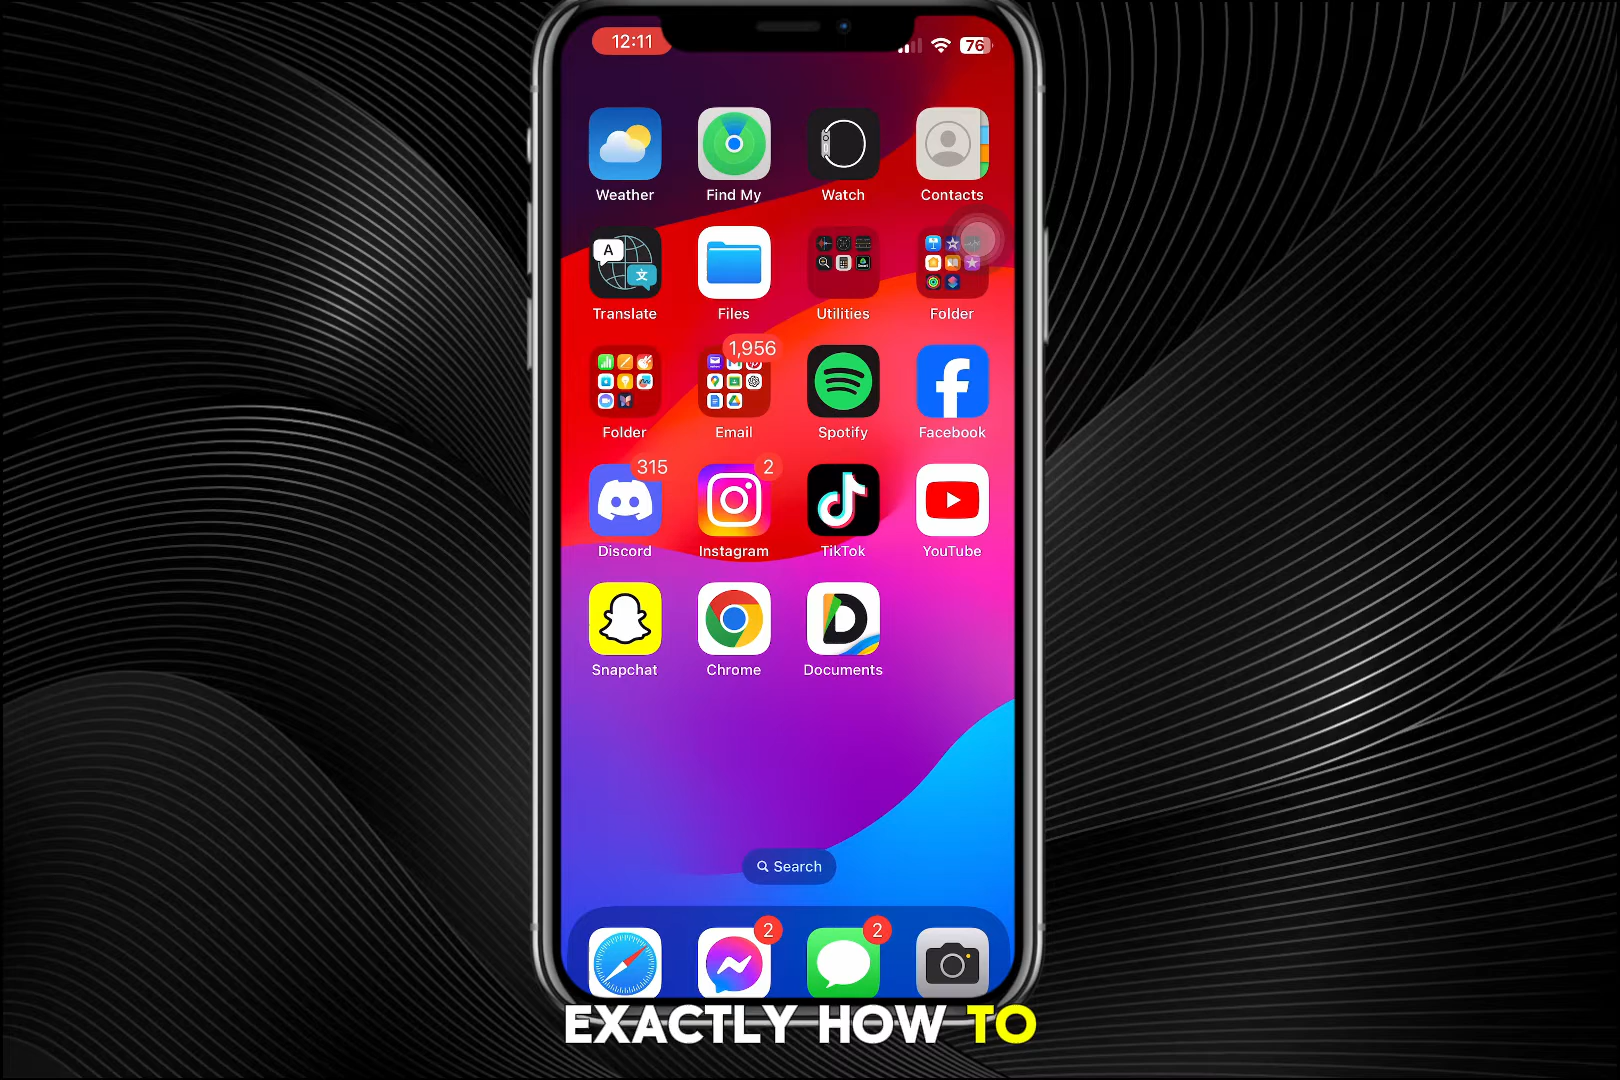 12:11
76
Weather
Find My
Watch
Contacts
A
文
Translate
Files
Utilities
Folder
1,956
Folder
Email
Spotify
Facebook
315
2
Discord
Instagram
TikTok
YouTube
Snapchat
Chrome
Documents
Search
2
2
EXACTLY HOW TO